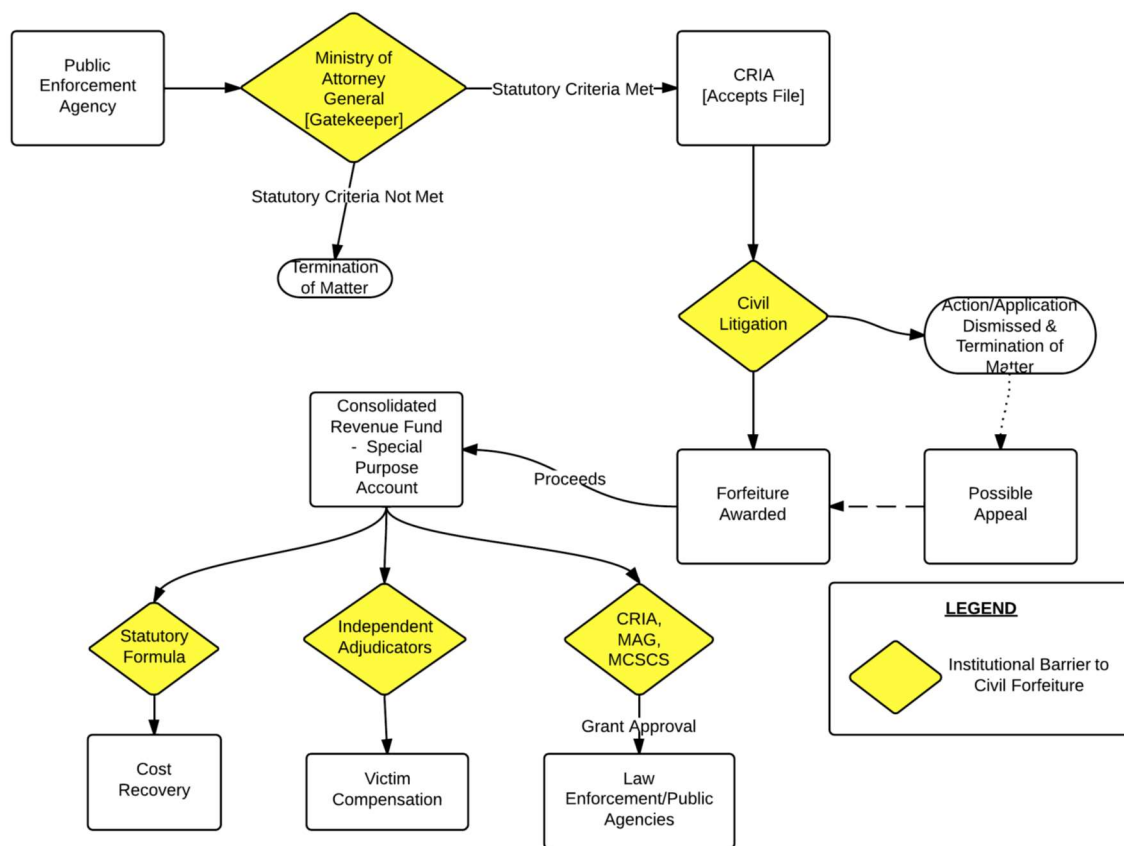 Public
Enforcement
Agency
Ministry of
Attorney
General
[Gatekeeper]
Statutory Criteria Met
CRIA
[Accepts File]
Statutory Criteria Not Met
Termination
of Matter
Civil
Litigation
Action/Application
Dismissed &
Termination of
Matter
Consolidated
Revenue Fund
- Special
Purpose
Account
Proceeds
Forfeiture
Awarded
Possible
Appeal
Statutory
Formula
Independent
Adjudicators
CRIA,
MAG,
MCSCS
LEGEND
Institutional Barrier to
Civil Forfeiture
Grant Approval
Cost
Recovery
Victim
Compensation
Law
Enforcement/Public
Agencies